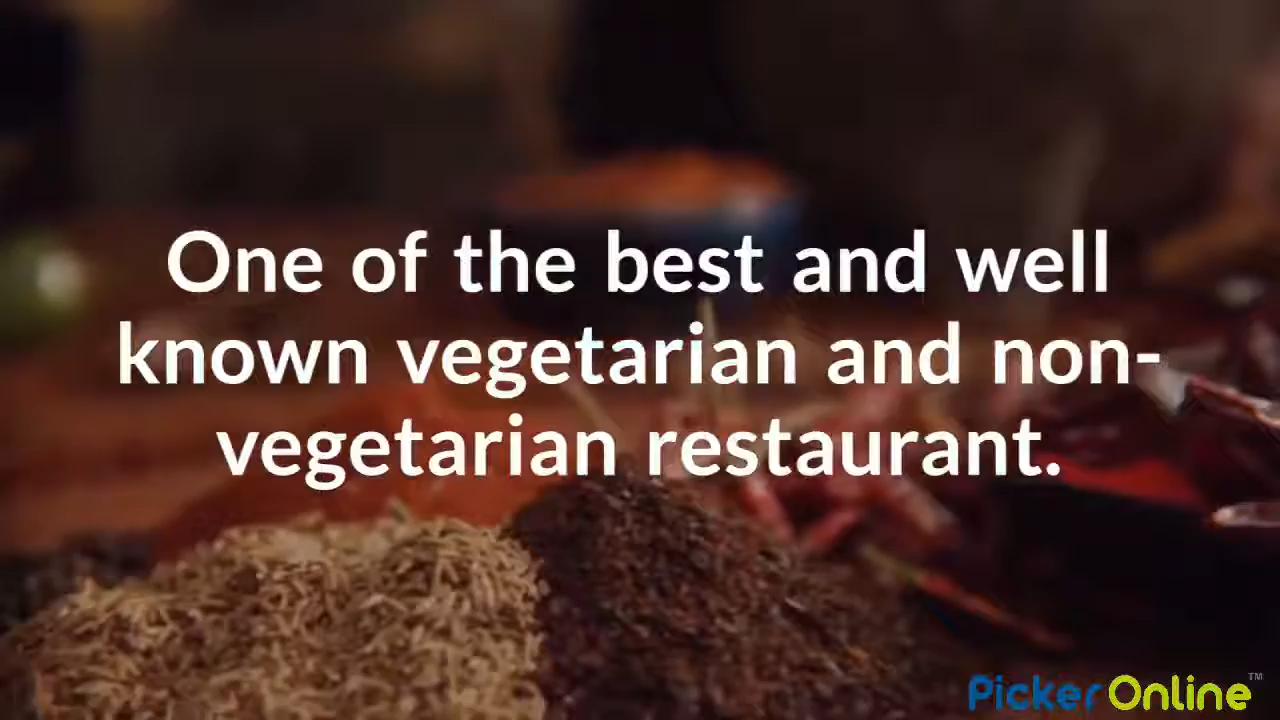 One of the best and well
known vegetarian and non-
vegetarian restaurant.
PickerOnline™